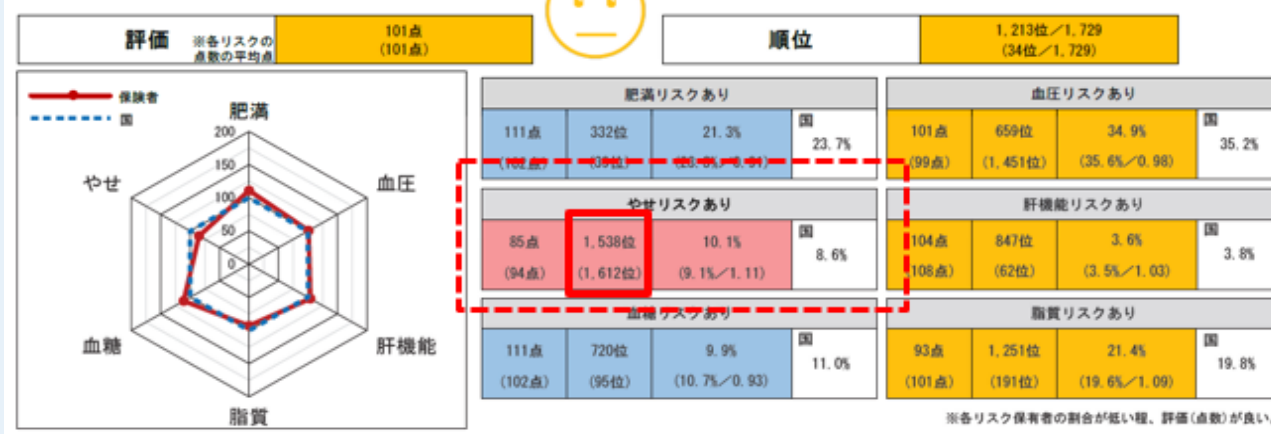 評価 ※各リスクの点数の平均点
101点
(101点)
順位
1,213位/1,729
(34位/1,729)
保険者
国
肥満
血圧
肝機能
脂質
血糖
やせ
200
150
100
50
0
肥満リスクあり
111点 332位 21.3% 国 23.7%
(102点)
血圧リスクあり
101点 659位 34.9% 国 35.2%
(99点) (1,451位) (35.6%/0.98)
やせリスクあり
85点 1,538位 10.1% 国 8.6%
(94点) (1,612位) (9.1%/1.11)
肝機能リスクあり
104点 847位 3.6% 国 3.8%
(108点) (62位) (3.5%/1.03)
血糖リスクあり
111点 720位 9.9% 国 11.0%
(102点) (95位) (10.7%/0.93)
脂質リスクあり
93点 1,251位 21.4% 国 19.8%
(101点) (191位) (19.6%/1.09)
※各リスク保有者の割合が低い程、評価(点数)が良い